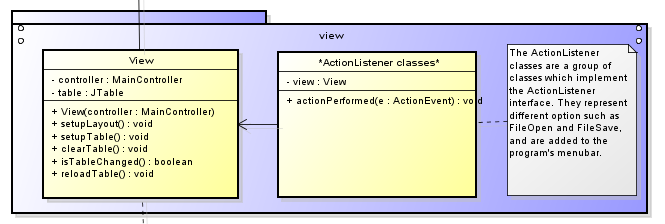 view
View
- controller : MainController
- table : JTable
+ View(controller : MainController)
+ setupLayout() : void
+ setupTable() : void
+ clearTable() : void
+ isTableChanged() : boolean
+ reloadTable() : void
*ActionListener classes*
- view : View
+ actionPerformed(e : ActionEvent) : void
The ActionListener
classes are a group of
classes which implement
the ActionListener
interface. They represent
different option such as
FileOpen and FileSave,
and are added to the
program's menubar.